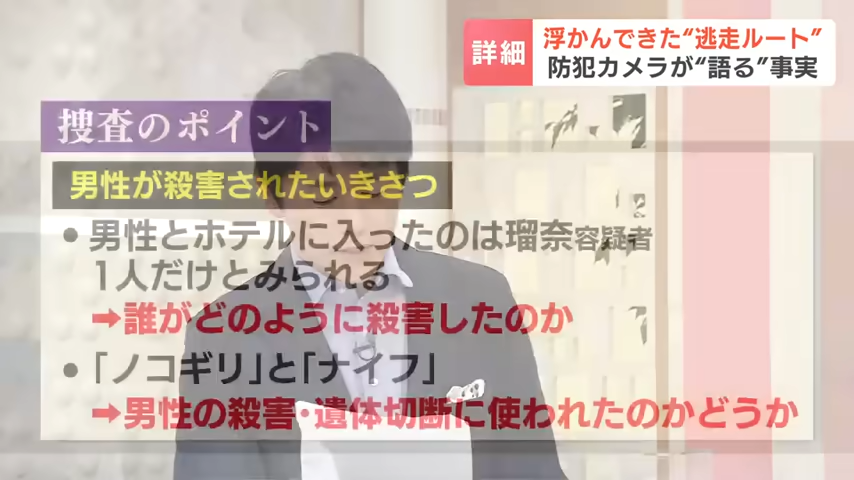 詳細
浮かんできた“逃走ルート”
防犯カメラが“語る”事実
捜査のポイント
男性が殺害されたいきさつ
●男性とホテルに入ったのは瑠奈容疑者
1人だけとみられる
➡誰がどのように殺害したのか
●「ノコギリ」と「ナイフ」
➡男性の殺害・遺体切断に使われたのかどうか